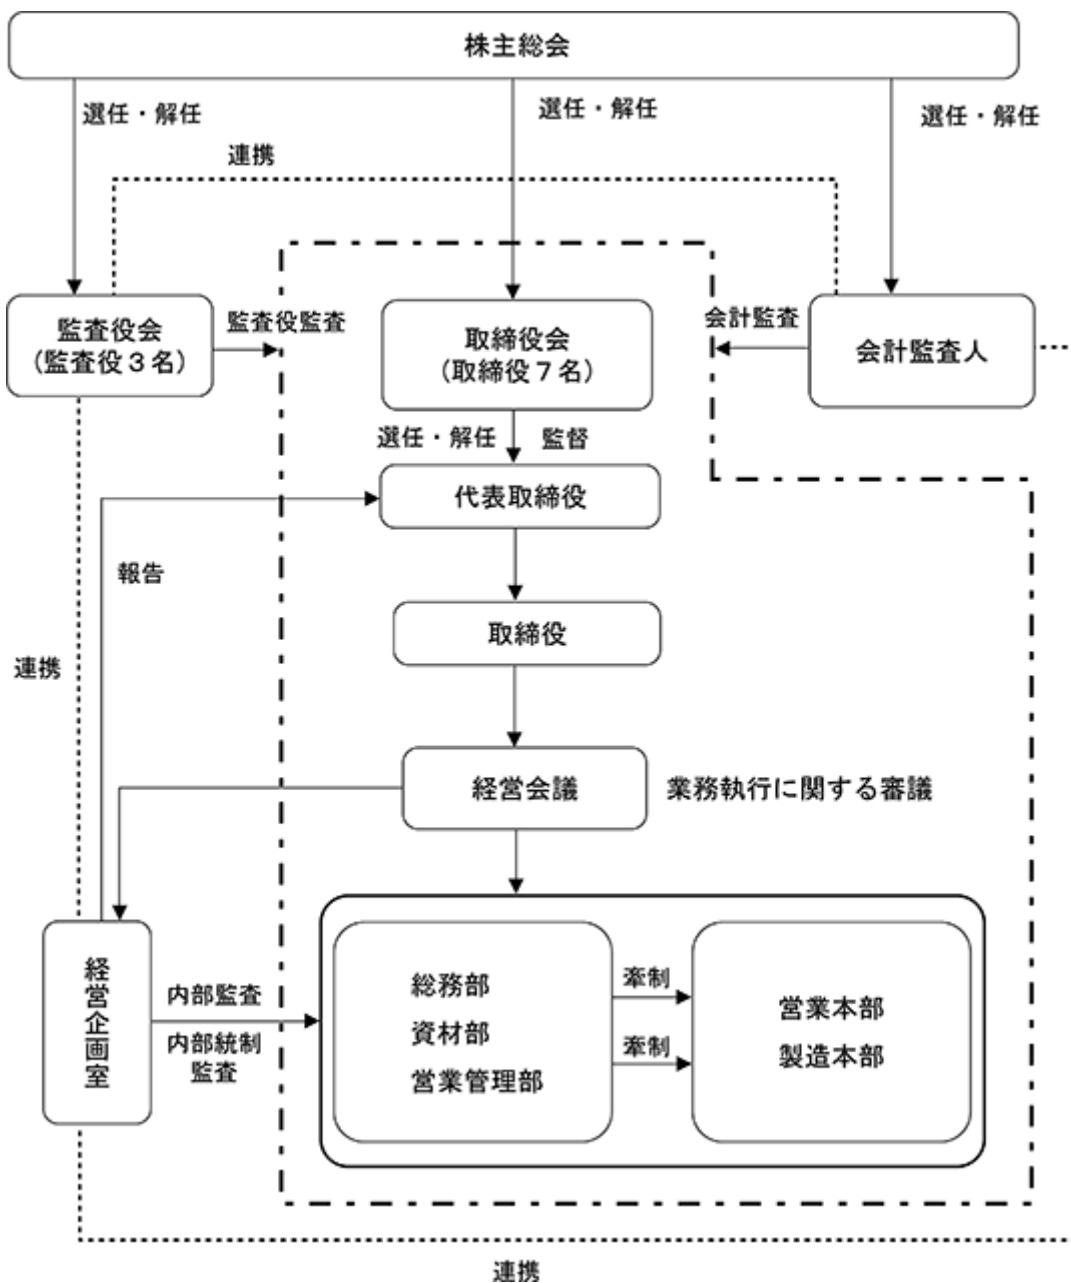 株主総会
選任・解任
選任・解任
選任・解任
連携
監査役会
(監査役３名)
監査役監査
取締役会
(取締役７名)
会計監査
会計監査人
選任・解任
監督
代表取締役
報告
取締役
連携
経営会議
業務執行に関する審議
経営企画室
内部監査
内部統制
監査
総務部
資材部
営業管理部
牽制
牽制
営業本部
製造本部
連携